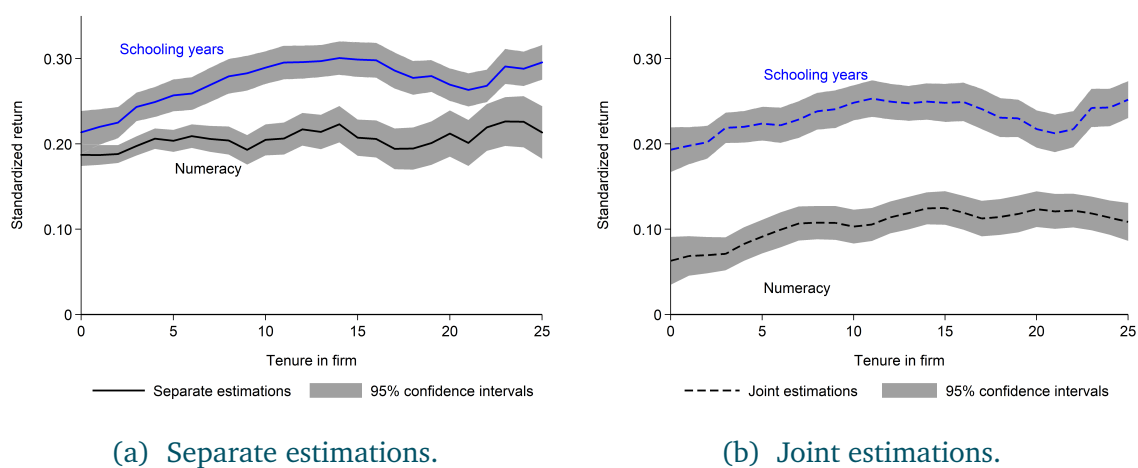 Standardized return
0.30
0.20
0.10
0
Schooling years
Numeracy
0 5 10 15 20 25
Tenure in firm
Separate estimations 95% confidence intervals
(a) Separate estimations.
Standardized return
0.30
0.20
0.10
0
Schooling years
Numeracy
0 5 10 15 20 25
Tenure in firm
Joint estimations 95% confidence intervals
(b) Joint estimations.